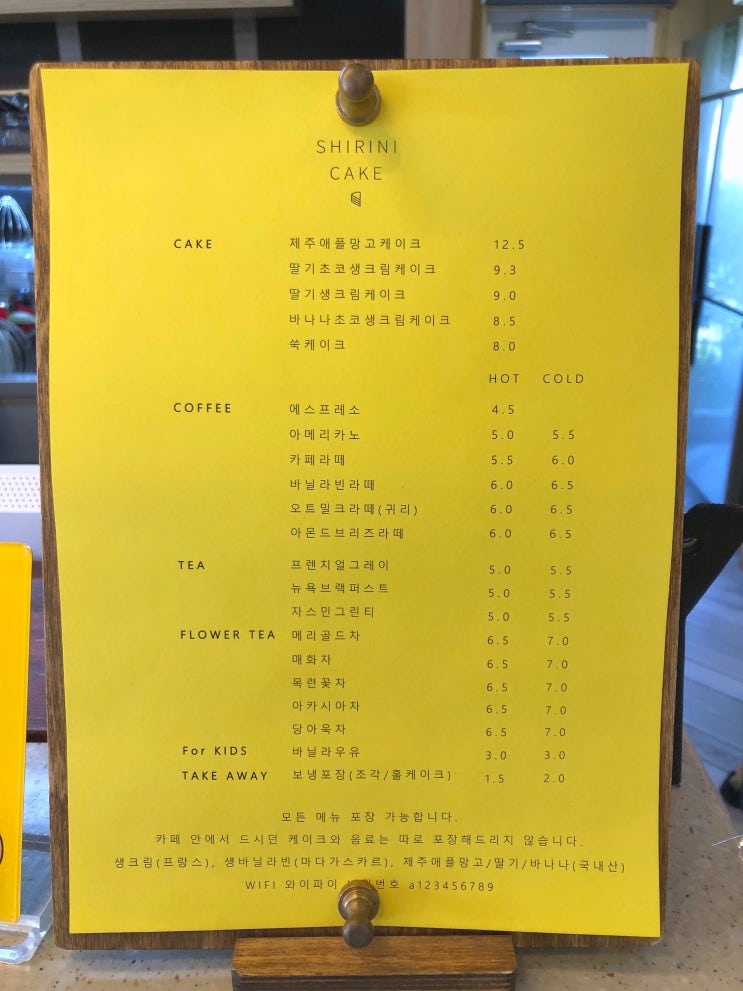 SHIRINI
CAKE
CAKE 제주애플망고케이크 12.5
딸기초코생크림케이크 9.3
딸기생크림케이크 9.0
바나나초코생크림케이크 8.5
쑥케이크 8.0
HOT COLD
COFFEE 에스프레소 4.5
아메리카노 5.0 5.5
카페라떼 5.5 6.0
바닐라빈라떼 6.0 6.5
오트밀크라떼(귀리) 6.0 6.5
아몬드브리즈라떼 6.0 6.5
TEA 프렌치얼그레이 5.0 5.5
뉴욕브랙퍼스트 5.0 5.5
자스민그린티 5.0 5.5
FLOWER TEA 메리골드차 6.5 7.0
매화차 6.5 7.0
목련꽃차 6.5 7.0
아카시아차 6.5 7.0
당아욱차 6.5 7.0
For KIDS 바닐라우유 3.0 3.0
TAKE AWAY 보냉포장(조각/홀케이크) 1.5 2.0
모든 메뉴 포장 가능합니다.
카페 안에서 드시던 케이크와 음료는 따로 포장해드리지 않습니다.
생크림(프랑스), 생바닐라빈(마다가스카르), 제주애플망고/딸기/바나나(국내산)
WIFI 와이파이 번호 a123456789